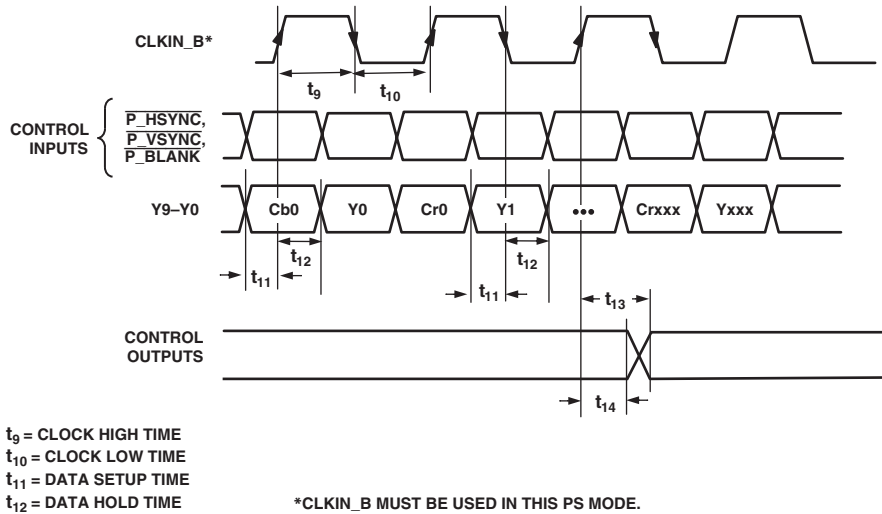 CLKIN_B*
t9
t10
CONTROL
INPUTS
P_HSYNC,
P_VSYNC,
P_BLANK
Y9–Y0
Cb0
Y0
Cr0
Y1
•••
Crxxx
Yxxx
t12
t12
t11
t11
t13
CONTROL
OUTPUTS
t14
t9 = CLOCK HIGH TIME
t10 = CLOCK LOW TIME
t11 = DATA SETUP TIME
t12 = DATA HOLD TIME
*CLKIN_B MUST BE USED IN THIS PS MODE.